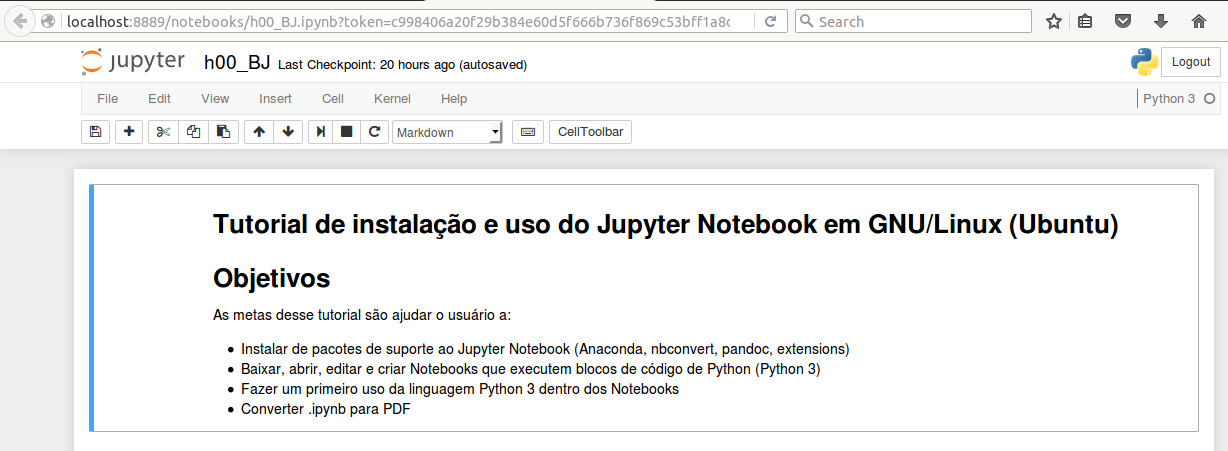 localhost:8889/notebooks/h00_BJ.ipynb?token=c998406a20f29b384e60d5f666b736f869c53bff1a8c
Search
jupyter h00_BJ Last Checkpoint: 20 hours ago (autosaved)
Logout
File Edit View Insert Cell Kernel Help
Python 3
Markdown
CellToolbar
Tutorial de instalação e uso do Jupyter Notebook em GNU/Linux (Ubuntu)
Objetivos
As metas desse tutorial são ajudar o usuário a:
• Instalar de pacotes de suporte ao Jupyter Notebook (Anaconda, nbconvert, pandoc, extensions)
• Baixar, abrir, editar e criar Notebooks que executem blocos de código de Python (Python 3)
• Fazer um primeiro uso da linguagem Python 3 dentro dos Notebooks
• Converter .ipynb para PDF